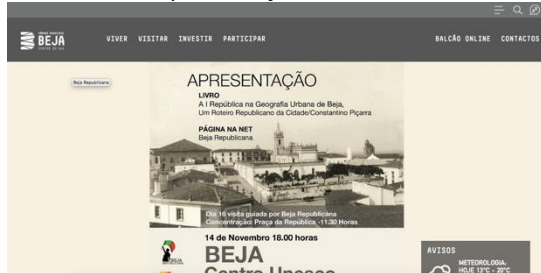 BEJA
VIVER VISITAR INVESTIR PARTICIPAR
BALCÃO ONLINE CONTACTOS
Beja Republicana
APRESENTAÇÃO
LIVRO
A I República na Geografia Urbana de Beja,
Um Roteiro Republicano da Cidade/Constantino Piçarra
PÁGINA NA NET
Beja Republicana
Dia 16 visita guiada por Beja Republicana
Concentração: Praça da República -11.30 Horas
14 de Novembro 18.00 horas
BEJA
Centro Unesco
AVISOS
METEOROLOGIA:
HOJE 13°C - 20°C